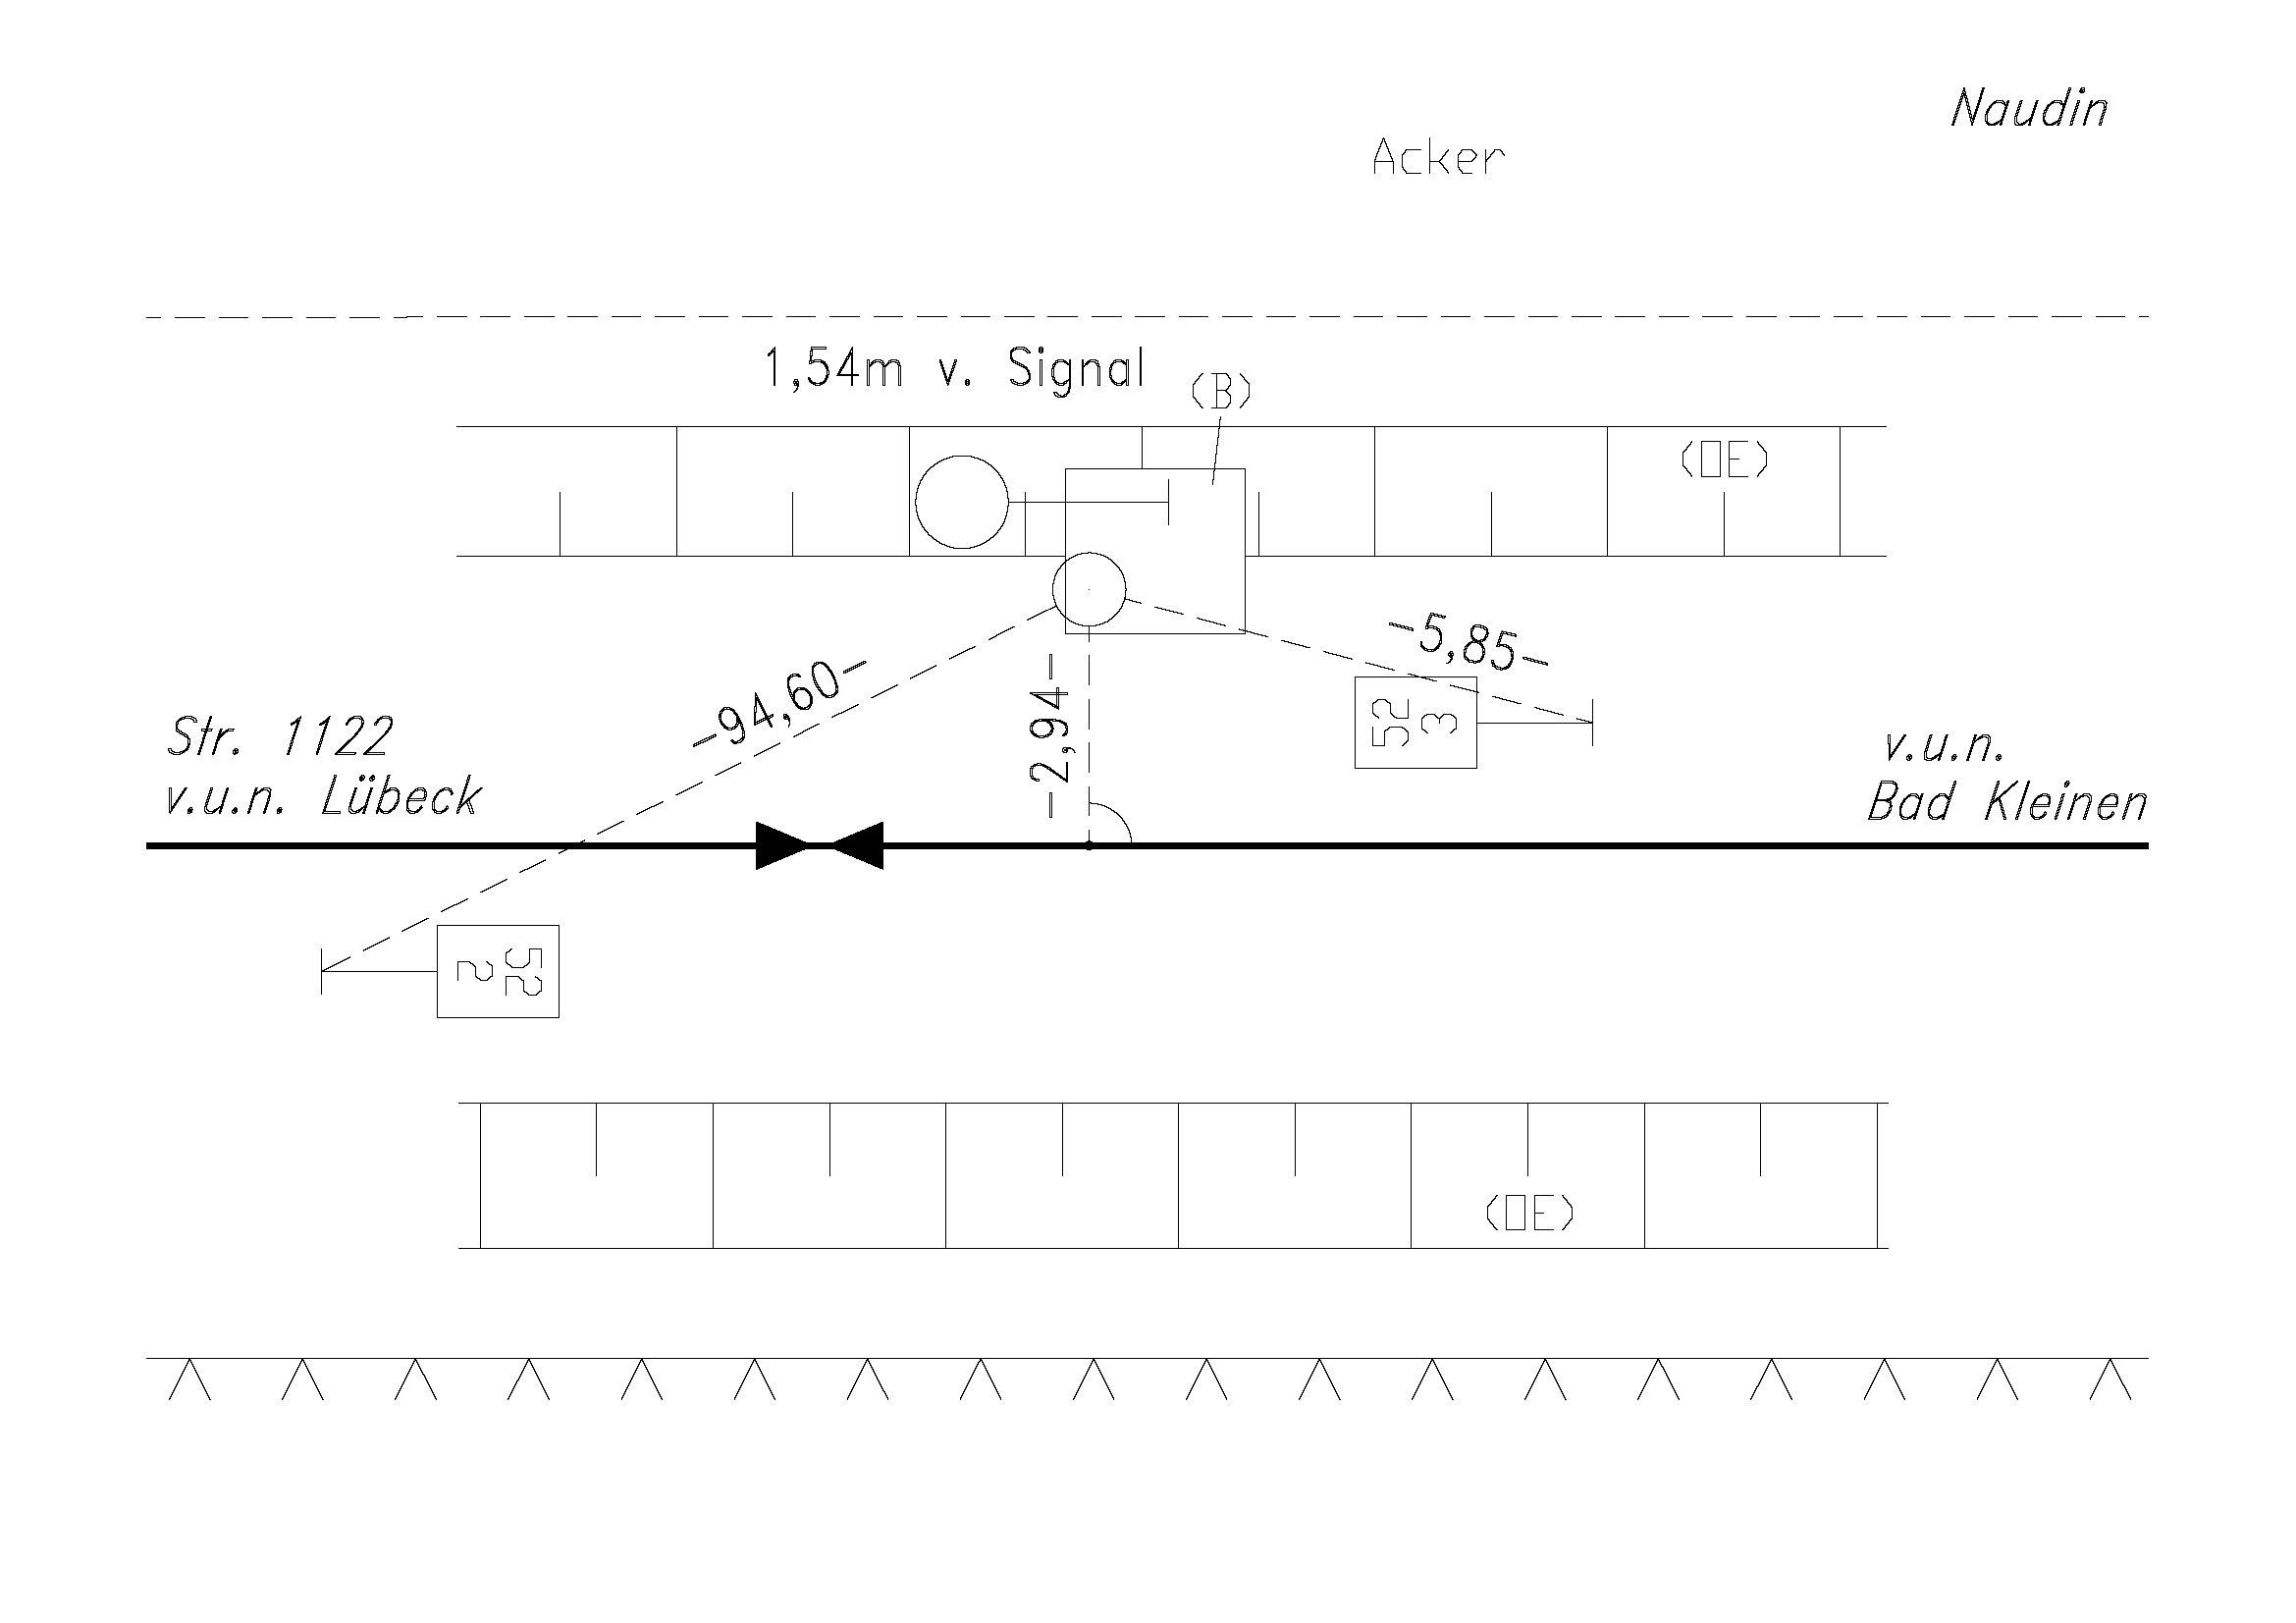 Naudin
Acker
1,54m v. Signal
(B)
(OE)
-5,85-
-94,60-
-2,94-
52
3
Str. 1122
v.u.n. Lübeck
v.u.n.
Bad Kleinen
52
2
(OE)